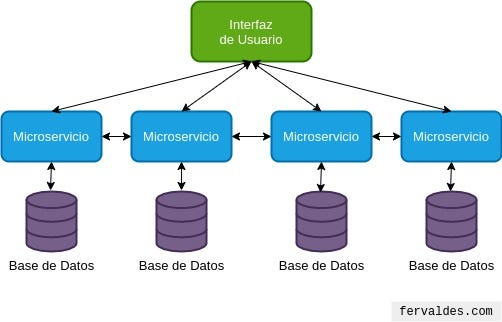 Interfaz
de Usuario
Microservicio
Microservicio
Microservicio
Microservicio
Base de Datos
Base de Datos
Base de Datos
Base de Datos
fervaldes.com